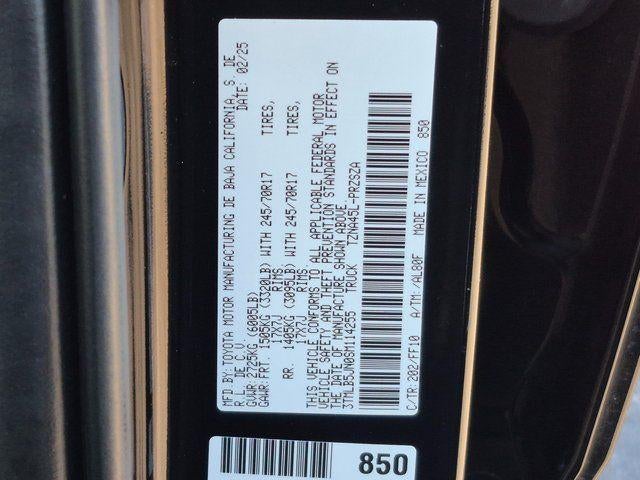 MFD BY:TOYOTA MOTOR MANUFACTURING DE BAJA CALIFORNIA, S. DE
R.L. DE C.V. DATE: 02/25
GVWR: 2725KG (6005LB)
GAWR:FRT. 1505KG (3320LB) WITH 245/70R17 TIRES,
17X7J RIMS
RR. 1405KG (3095LB) WITH 245/70R17 TIRES,
17X7J RIMS
THIS VEHICLE CONFORMS TO ALL APPLICABLE FEDERAL MOTOR
VEHICLE SAFETY AND THEFT PREVENTION STANDARDS IN EFFECT ON
THE DATE OF MANUFACTURE SHOWN ABOVE.
3TMLB5JN0SM114255 TRUCK TZNA45L-PRZSZA
C/TR:202/FF10 A/TM:/AL80F MADE IN MEXICO 850
850